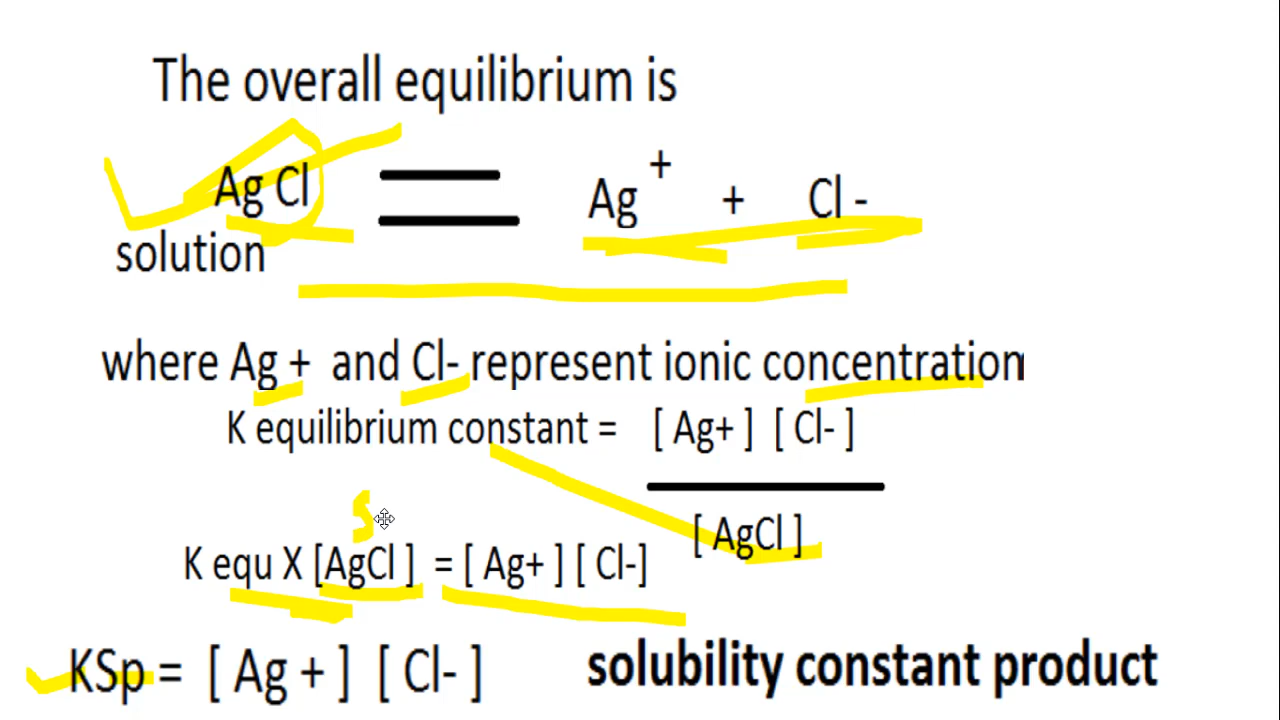 The overall equilibrium is
Ag Cl Ag + + Cl -
solution
where Ag + and Cl- represent ionic concentration
K equilibrium constant = [ Ag+ ] [ Cl- ]
[ AgCl ]
S
K equ X [AgCl ] = [ Ag+ ] [ Cl-]
KSp = [ Ag + ] [ Cl- ] solubility constant product